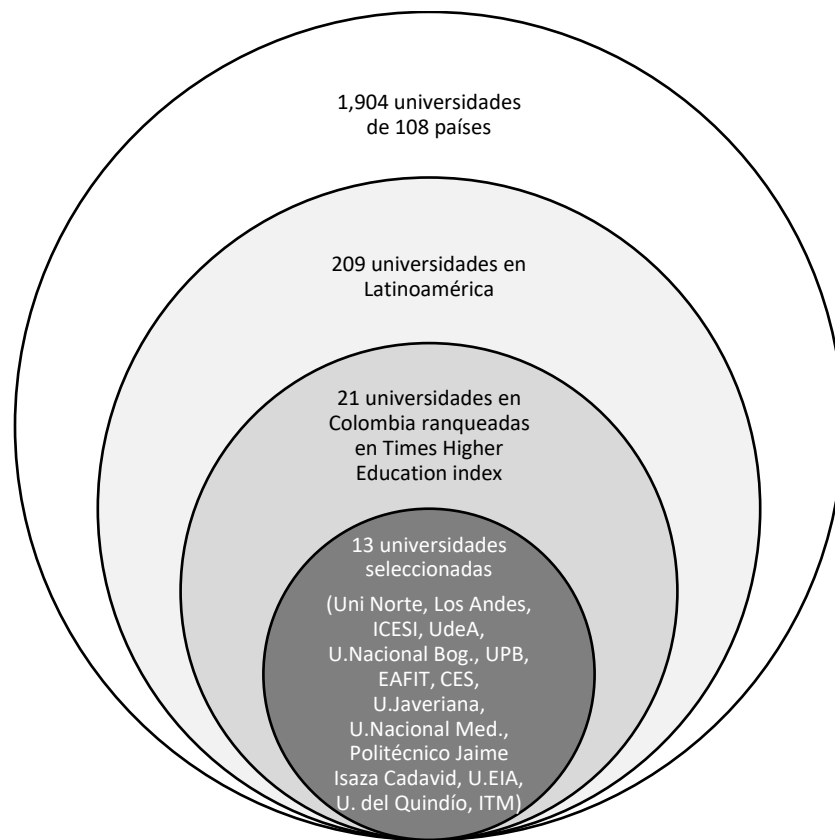 1,904 universidades
de 108 países
209 universidades en
Latinoamérica
21 universidades en
Colombia ranqueadas
en Times Higher
Education index
13 universidades
seleccionadas
(Uni Norte, Los Andes,
ICESI, UdeA,
U.Nacional Bog., UPB,
EAFIT, CES,
U.Javeriana,
U.Nacional Med.,
Politécnico Jaime
Isaza Cadavid, U.EIA,
U. del Quindío, ITM)